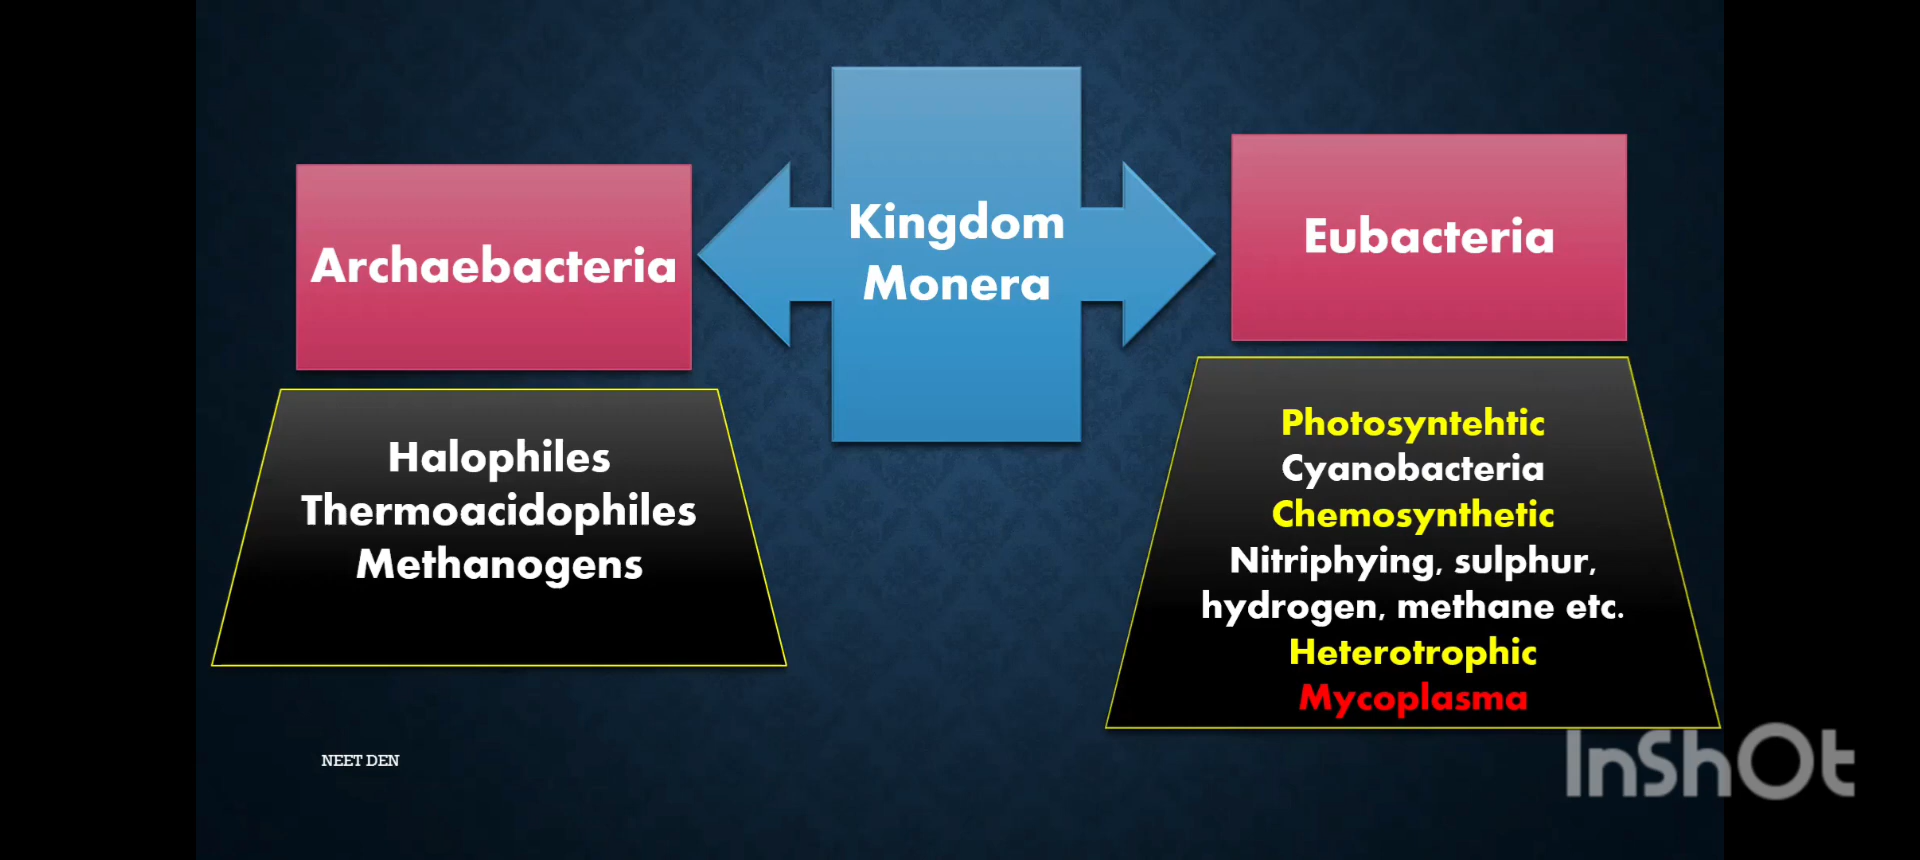 Kingdom
Monera
Archaebacteria
Halophiles
Thermoacidophiles
Methanogens
Eubacteria
Photosyntehtic
Cyanobacteria
Chemosynthetic
Nitriphying, sulphur,
hydrogen, methane etc.
Heterotrophic
Mycoplasma
NEET DEN
InShOt